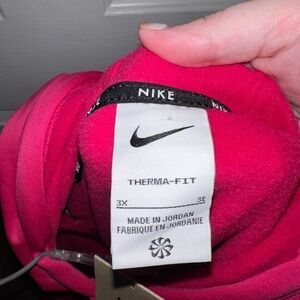 NIKE
THERMA-FIT
3X 3E
MADE IN JORDAN
FABRIQUE EN JORDANIE